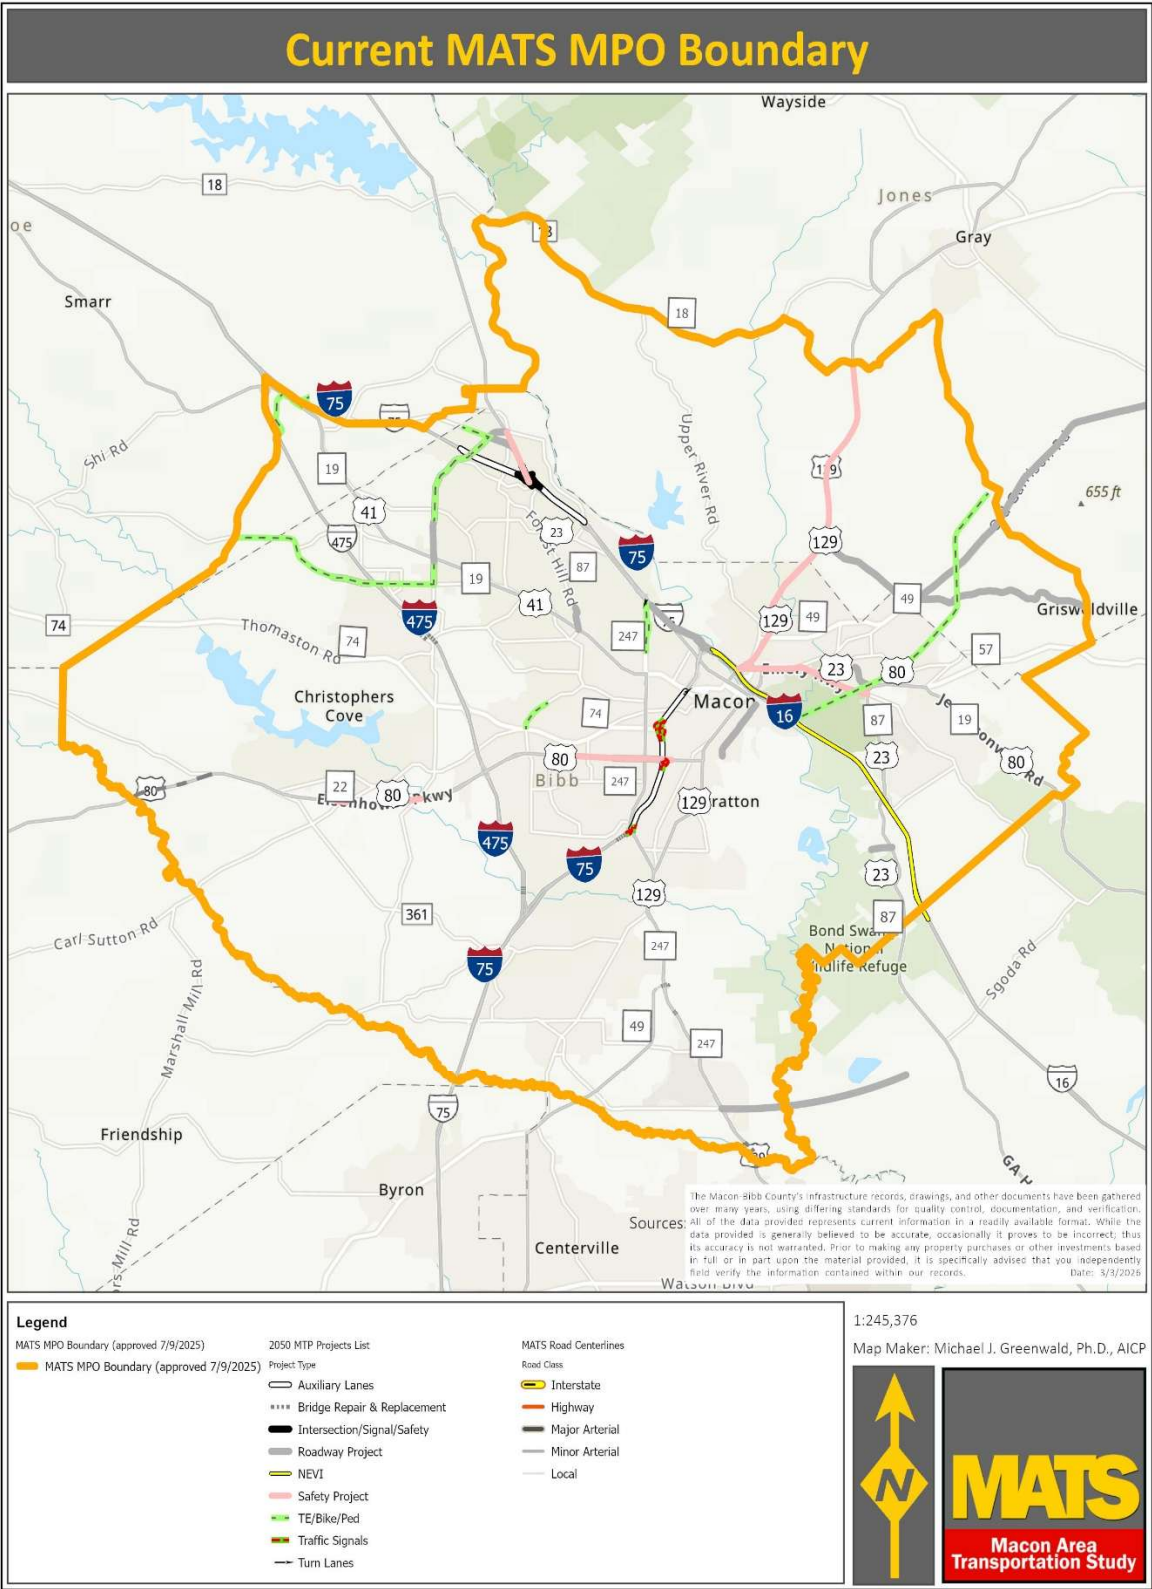 Current MATS MPO Boundary
Wayside
18
Jones
oe
Gray
Smarr
18
75
Shi Rd
Upper River Rd
129
655 ft
19
41
475
23
Forest Hill Rd
75
129
87
19
41
49
Griswoldville
475
74
129
49
247
Thomaston Rd
74
57
23
80
Christophers
Cove
Macon
16
74
87
19
23
80
80
Bibb
80
22
80
247
129
475
75
23
129
361
87
Carl Sutton Rd
Bond Swa
Nation
ildlife Refuge
75
247
Sgoda Rd
Marshall Mill Rd
49
247
16
75
Friendship
GA H
Byron
Sources:
Centerville
ors Mill Rd
Watson Blvd
The Macon-Bibb County's infrastructure records, drawings, and other documents have been gathered
over many years, using differing standards for quality control, documentation, and verification.
All of the data provided represents current information in a readily available format. While the
data provided is generally believed to be accurate, occasionally it proves to be incorrect; thus
its accuracy is not warranted. Prior to making any property purchases or other investments based
in full or in part upon the material provided, it is specifically advised that you independently
field verify the information contained within our records. Date: 3/3/2026
Legend
MATS MPO Boundary (approved 7/9/2025)
MATS MPO Boundary (approved 7/9/2025)
2050 MTP Projects List
Project Type
Auxiliary Lanes
Bridge Repair & Replacement
Intersection/Signal/Safety
Roadway Project
NEVI
Safety Project
TE/Bike/Ped
Traffic Signals
Turn Lanes
MATS Road Centerlines
Road Class
Interstate
Highway
Major Arterial
Minor Arterial
Local
1:245,376
Map Maker: Michael J. Greenwald, Ph.D., AICP
N
MATS
Macon Area
Transportation Study